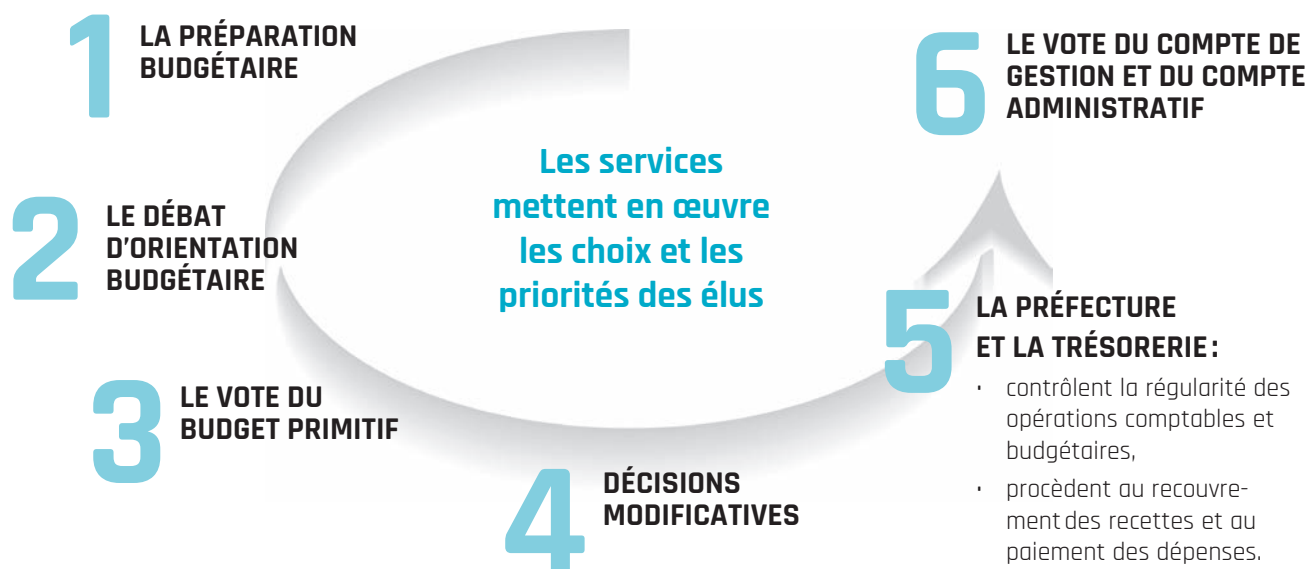 1
LA PRÉPARATION
BUDGÉTAIRE
2
LE DÉBAT
D'ORIENTATION
BUDGÉTAIRE
3
LE VOTE DU
BUDGET PRIMITIF
4
DÉCISIONS
MODIFICATIVES
Les services
mettent en œuvre
les choix et les
priorités des élus
5
LA PRÉFECTURE
ET LA TRÉSORERIE :
• contrôlent la régularité des
opérations comptables et
budgétaires,
• procèdent au recouvre-
ment des recettes et au
paiement des dépenses.
6
LE VOTE DU COMPTE DE
GESTION ET DU COMPTE
ADMINISTRATIF